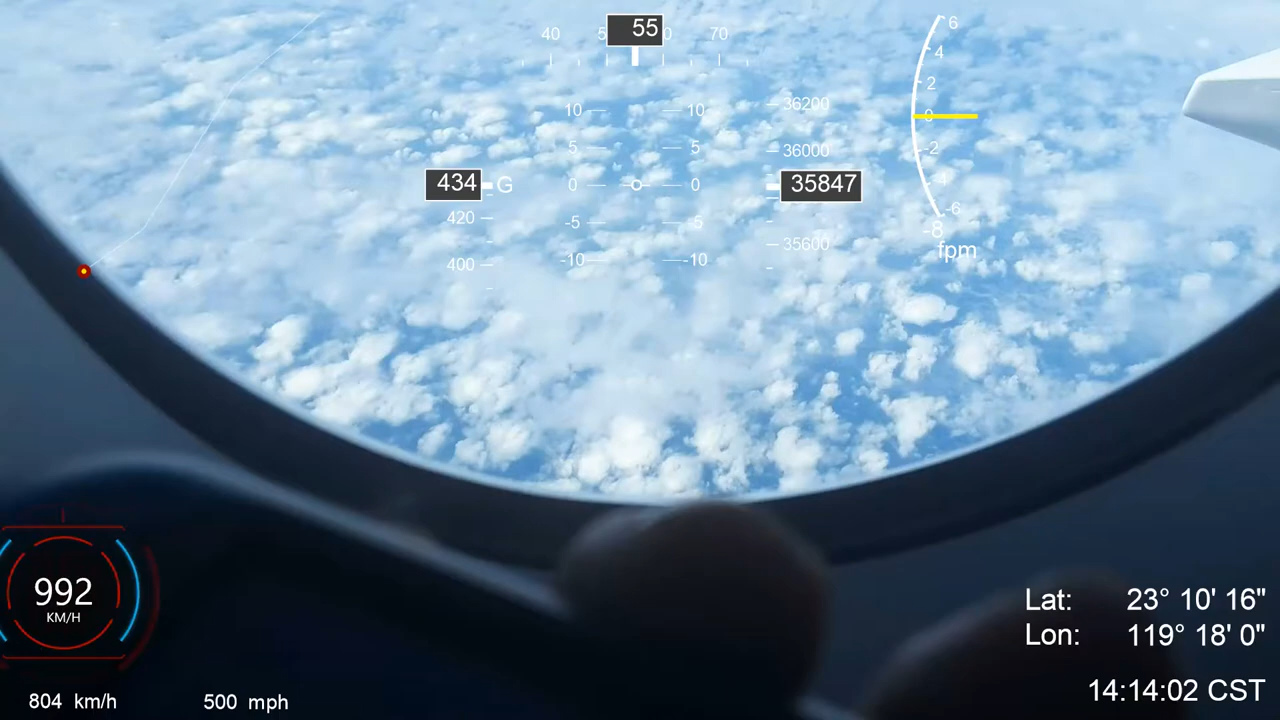 55
40 5 0 70
6
4
2
0
-2
-4
-6
-8
fpm
10 10
5 5
0 0
-5 -5
-10 -10
434 G
420
400
36200
36000
35847
35600
992
KM/H
804 km/h 500 mph
Lat: 23° 10' 16"
Lon: 119° 18' 0"
14:14:02 CST